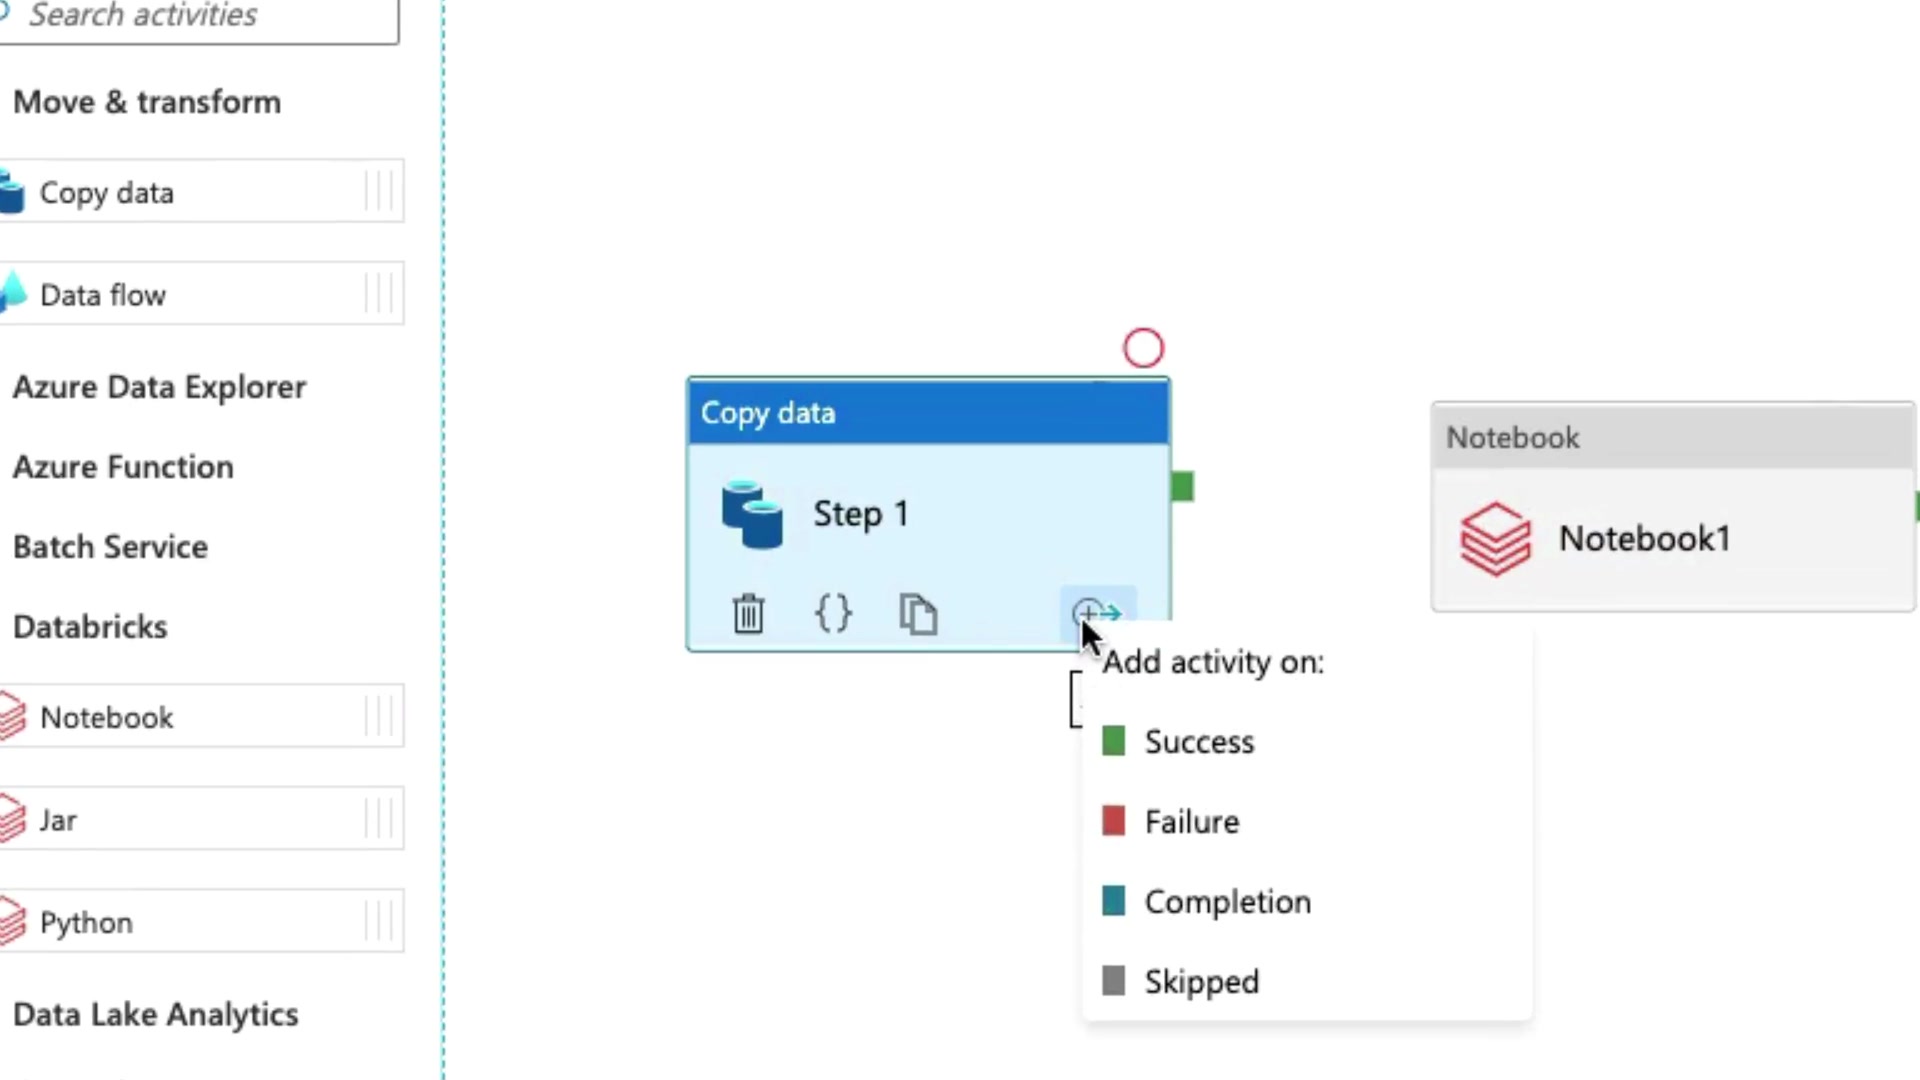 Search activities
Move & transform
Copy data
Data flow
Azure Data Explorer
Azure Function
Batch Service
Databricks
Notebook
Jar
Python
Data Lake Analytics
Copy data
Step 1
{}
Notebook
Notebook1
Add activity on:
Success
Failure
Completion
Skipped